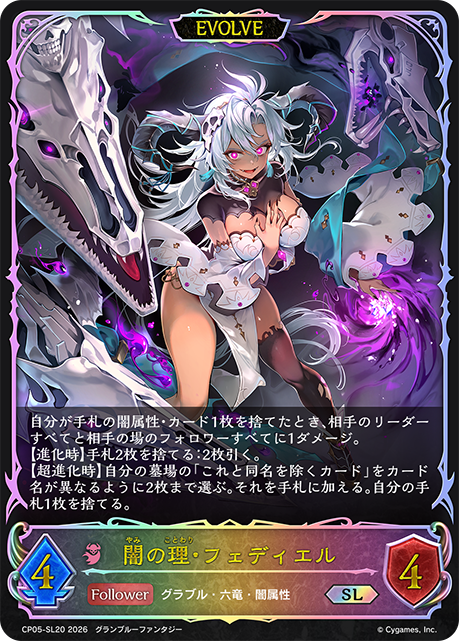 EVOLVE
自分が手札の闇属性・カード1枚を捨てたとき、相手のリーダー
すべてと相手の場のフォロワーすべてに1ダメージ。
【進化時】手札2枚を捨てる：2枚引く。
【超進化時】自分の墓場の「これと同名を除くカード」をカード
名が異なるように2枚まで選ぶ。それを手札に加える。自分の手
札1枚を捨てる。
やみ ことわり
闇の理・フェディエル
4
Follower グラブル・六竜・闇属性 SL
4
CP05-SL20 2026 グランブルーファンタジー © Cygames, Inc.